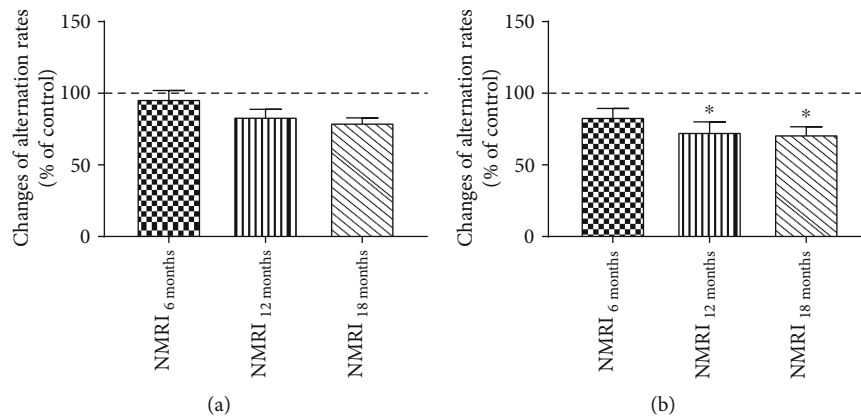 150
100
50
0
Changes of alternation rates
(% of control)
NMRI 6 months
NMRI 12 months
NMRI 18 months
(a)
150
100
50
0
Changes of alternation rates
(% of control)
*
*
NMRI 6 months
NMRI 12 months
NMRI 18 months
(b)